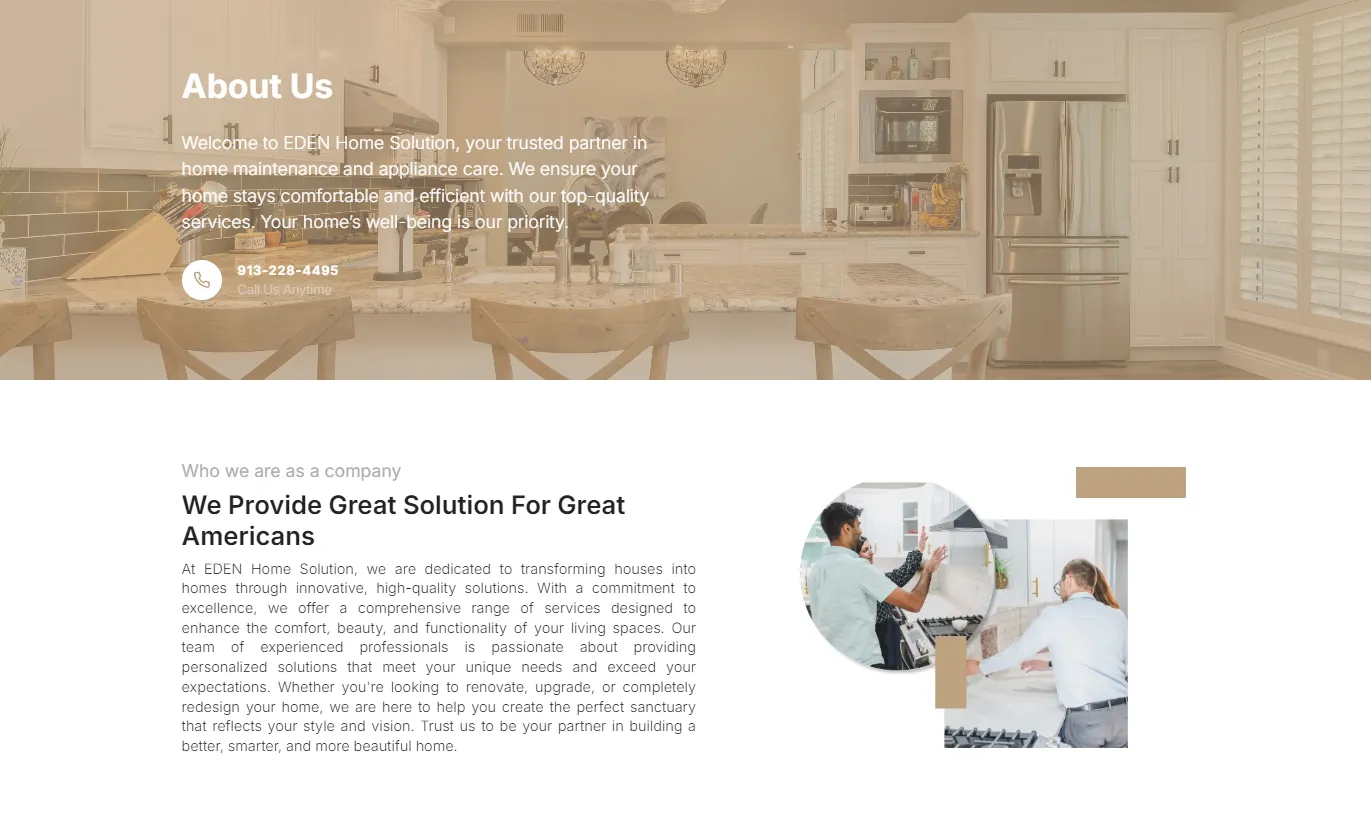 About Us
Welcome to EDEN Home Solution, your trusted partner in
home maintenance and appliance care. We ensure your
home stays comfortable and efficient with our top-quality
services. Your home’s well-being is our priority.
913-228-4495
Call Us Anytime
Who we are as a company
We Provide Great Solution For Great
Americans
At EDEN Home Solution, we are dedicated to transforming houses into
homes through innovative, high-quality solutions. With a commitment to
excellence, we offer a comprehensive range of services designed to
enhance the comfort, beauty, and functionality of your living spaces. Our
team of experienced professionals is passionate about providing
personalized solutions that meet your unique needs and exceed your
expectations. Whether you're looking to renovate, upgrade, or completely
redesign your home, we are here to help you create the perfect sanctuary
that reflects your style and vision. Trust us to be your partner in building a
better, smarter, and more beautiful home.